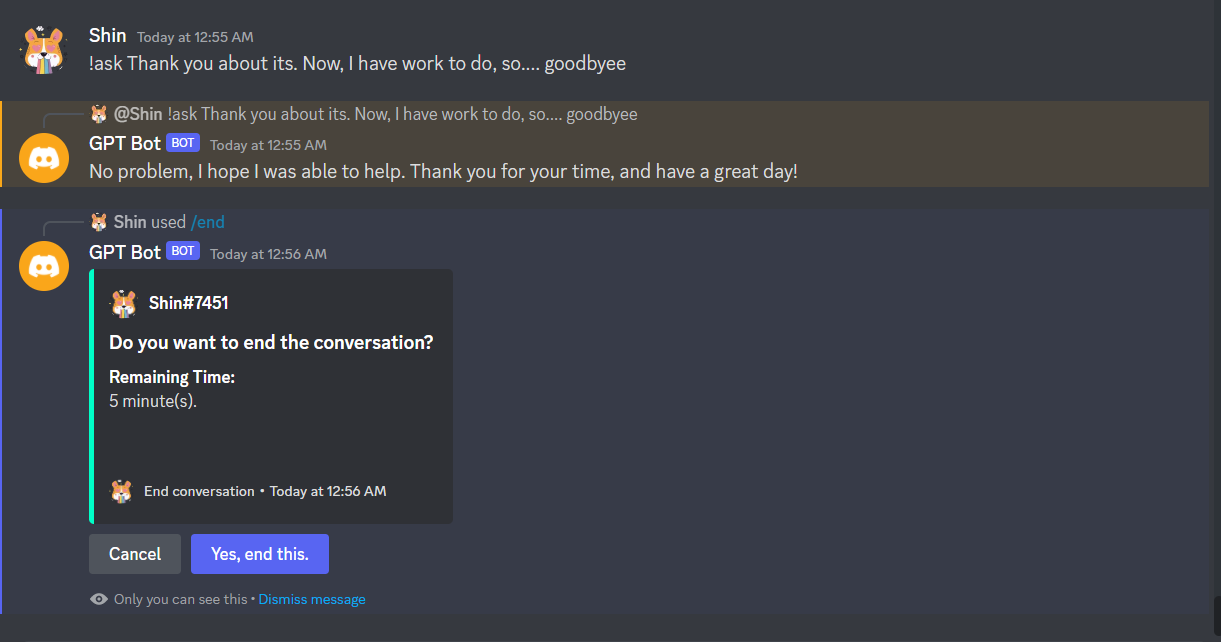 Shin Today at 12:55 AM
!ask Thank you about its. Now, I have work to do, so.... goodbyee
@Shin !ask Thank you about its. Now, I have work to do, so.... goodbyee
GPT Bot BOT Today at 12:55 AM
No problem, I hope I was able to help. Thank you for your time, and have a great day!
Shin used /end
GPT Bot BOT Today at 12:56 AM
Shin#7451
Do you want to end the conversation?
Remaining Time:
5 minute(s).
End conversation • Today at 12:56 AM
Cancel Yes, end this.
Only you can see this • Dismiss message